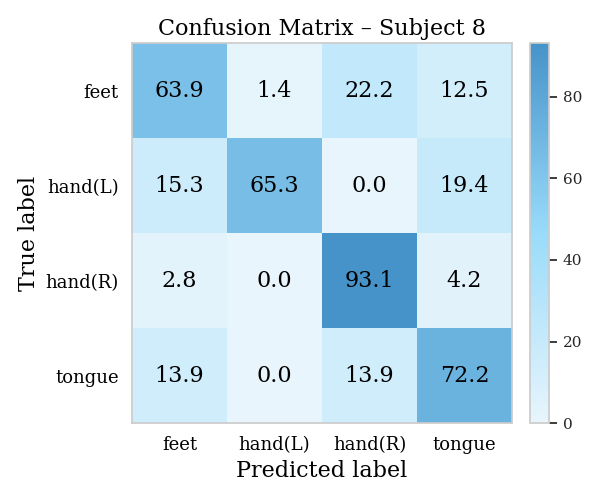 Confusion Matrix – Subject 8
feet 63.9 1.4 22.2 12.5
hand(L) 15.3 65.3 0.0 19.4
hand(R) 2.8 0.0 93.1 4.2
tongue 13.9 0.0 13.9 72.2
feet hand(L) hand(R) tongue
Predicted label
True label
80
60
40
20
0